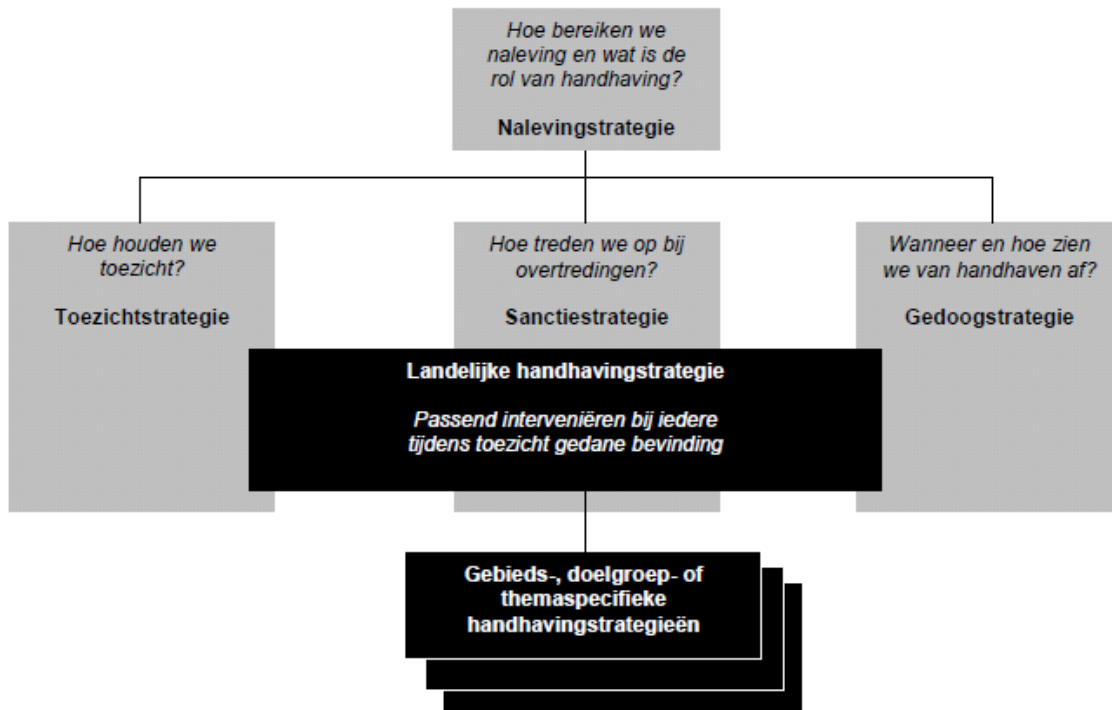 Hoe bereiken we
naleving en wat is de
rol van handhaving?
Nalevingstrategie
Hoe houden we
toezicht?
Toezichtstrategie
Hoe treden we op bij
overtredingen?
Sanctiestrategie
Wanneer en hoe zien
we van handhaven af?
Gedoogstrategie
Landelijke handhavingstrategie
Passend interveniëren bij iedere
tijdens toezicht gedane bevinding
Gebieds-, doelgroep- of
themaspecifieke
handhavingstrategieën